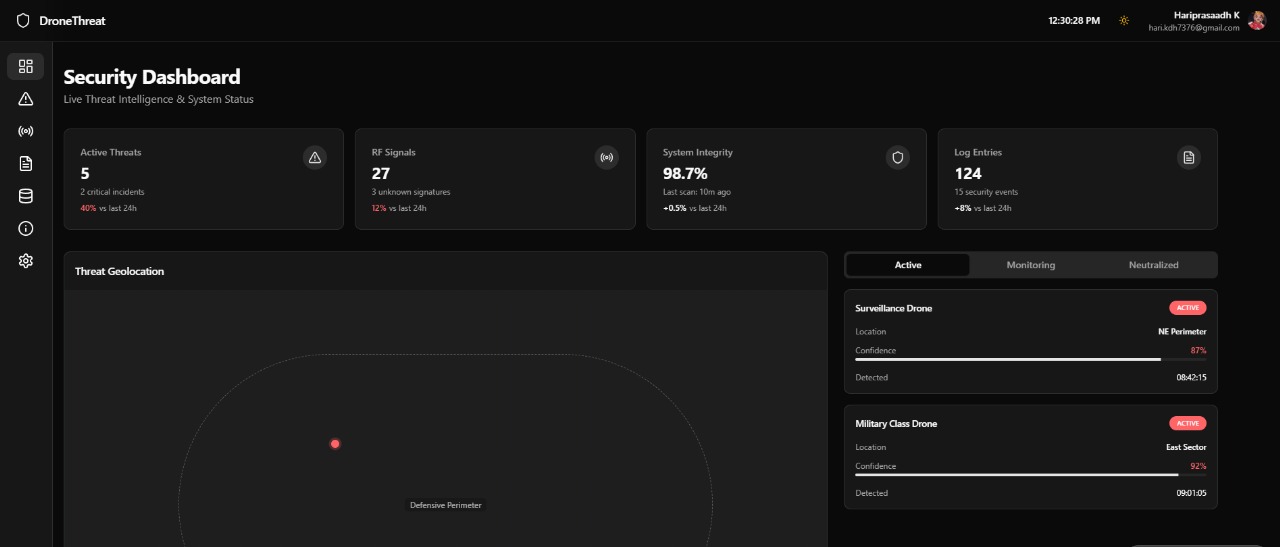 DroneThreat
12:30:28 PM
Hariprasaadh K
hari.kdh7376@gmail.com
Security Dashboard
Live Threat Intelligence & System Status
Active Threats
5
2 critical incidents
40% vs last 24h
RF Signals
27
3 unknown signatures
12% vs last 24h
System Integrity
98.7%
Last scan: 10m ago
+0.5% vs last 24h
Log Entries
124
15 security events
+8% vs last 24h
Threat Geolocation
Defensive Perimeter
Active Monitoring Neutralized
Surveillance Drone ACTIVE
Location NE Perimeter
Confidence 87%
Detected 08:42:15
Military Class Drone ACTIVE
Location East Sector
Confidence 92%
Detected 09:01:05